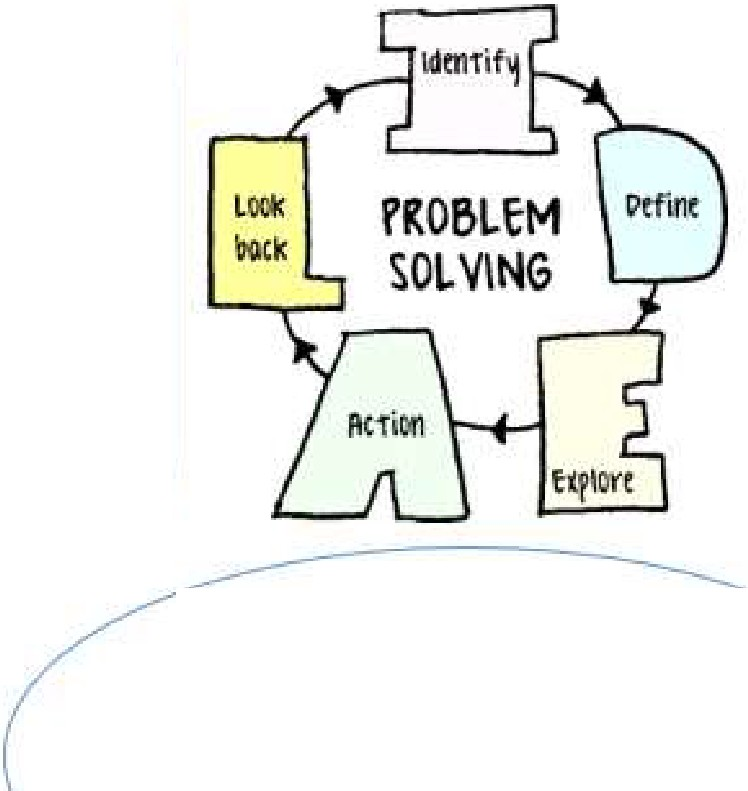 Identify
Define
Explore
Action
Look
back
PROBLEM
SOLVING